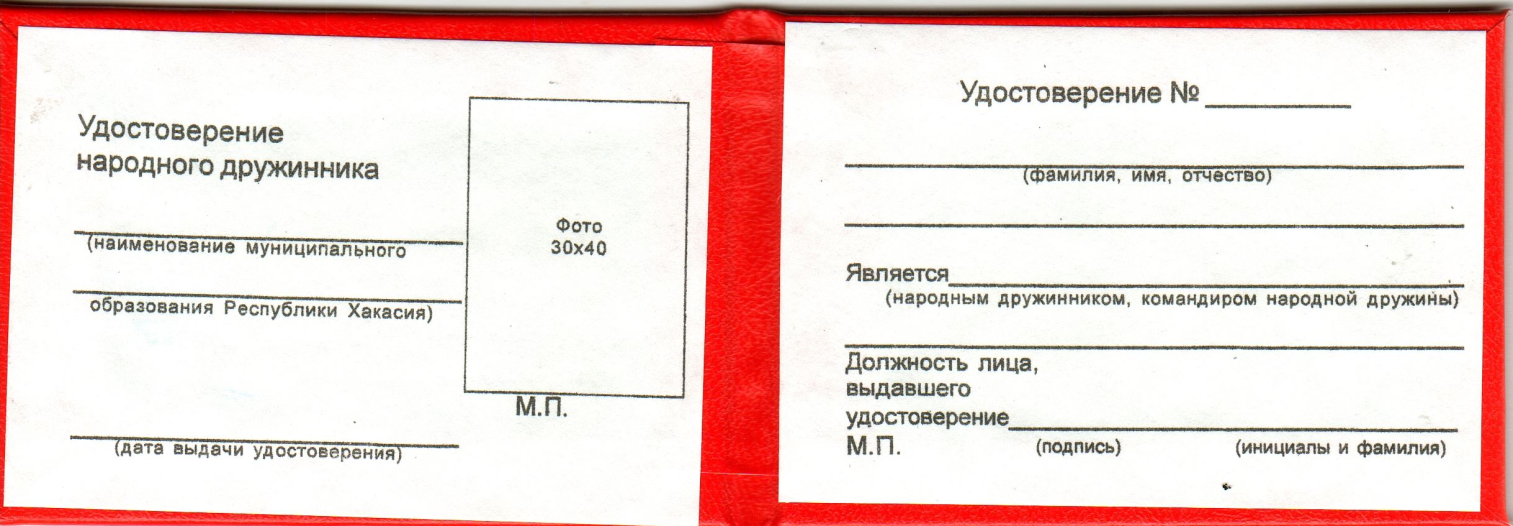 Удостоверение
народного дружинника
(наименование муниципального
образования Республики Хакасия)
Фото
30х40
М.П.
(дата выдачи удостоверения)
Удостоверение № ________
(фамилия, имя, отчество)
Является
(народным дружинником, командиром народной дружины)
Должность лица,
выдавшего
удостоверение
М.П. (подпись) (инициалы и фамилия)